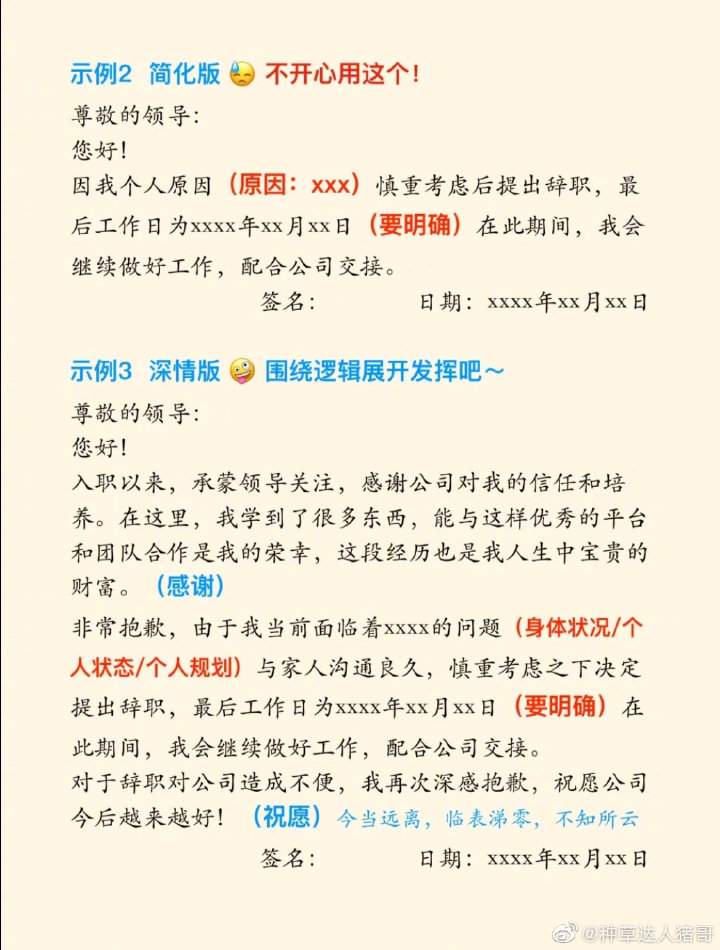 示例2 简化版 😓 不开心用这个！
尊敬的领导：
您好！
因我个人原因（原因：xxx）慎重考虑后提出辞职，最
后工作日为xxxx年xx月xx日（要明确）在此期间，我会
继续做好工作，配合公司交接。
签名： 日期：xxxx年xx月xx日
示例3 深情版 🤪 围绕逻辑展开发挥吧～
尊敬的领导：
您好！
入职以来，承蒙领导关注，感谢公司对我的信任和培
养。在这里，我学到了很多东西，能与这样优秀的平台
和团队合作是我的荣幸，这段经历也是我人生中宝贵的
财富。（感谢）
非常抱歉，由于我当前面临着xxxx的问题（身体状况/个
人状态/个人规划）与家人沟通良久，慎重考虑之下决定
提出辞职，最后工作日为xxxx年xx月xx日（要明确）在
此期间，我会继续做好工作，配合公司交接。
对于辞职对公司造成不便，我再次深感抱歉，祝愿公司
今后越来越好！（祝愿）今当远离，临表涕零，不知所云
签名： 日期：xxxx年xx月xx日
@种草达人猪哥